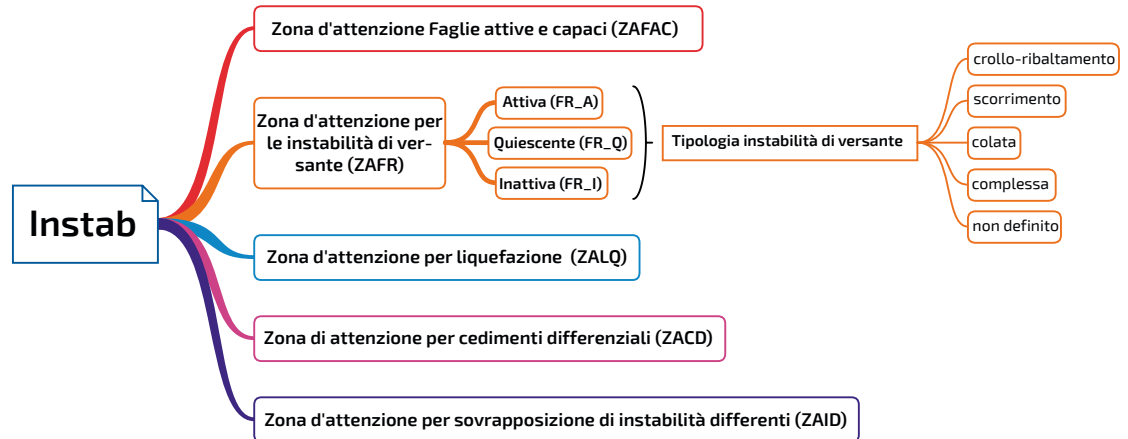 Instab
Zona d'attenzione Faglie attive e capaci (ZAFAC)
Zona d'attenzione per
le instabilità di ver-
sante (ZAFR)
Attiva (FR_A)
Quiescente (FR_Q)
Inattiva (FR_I)
Tipologia instabilità di versante
crollo-ribaltamento
scorrimento
colata
complessa
non definito
Zona d'attenzione per liquefazione (ZALQ)
Zona di attenzione per cedimenti differenziali (ZACD)
Zona d'attenzione per sovrapposizione di instabilità differenti (ZAID)